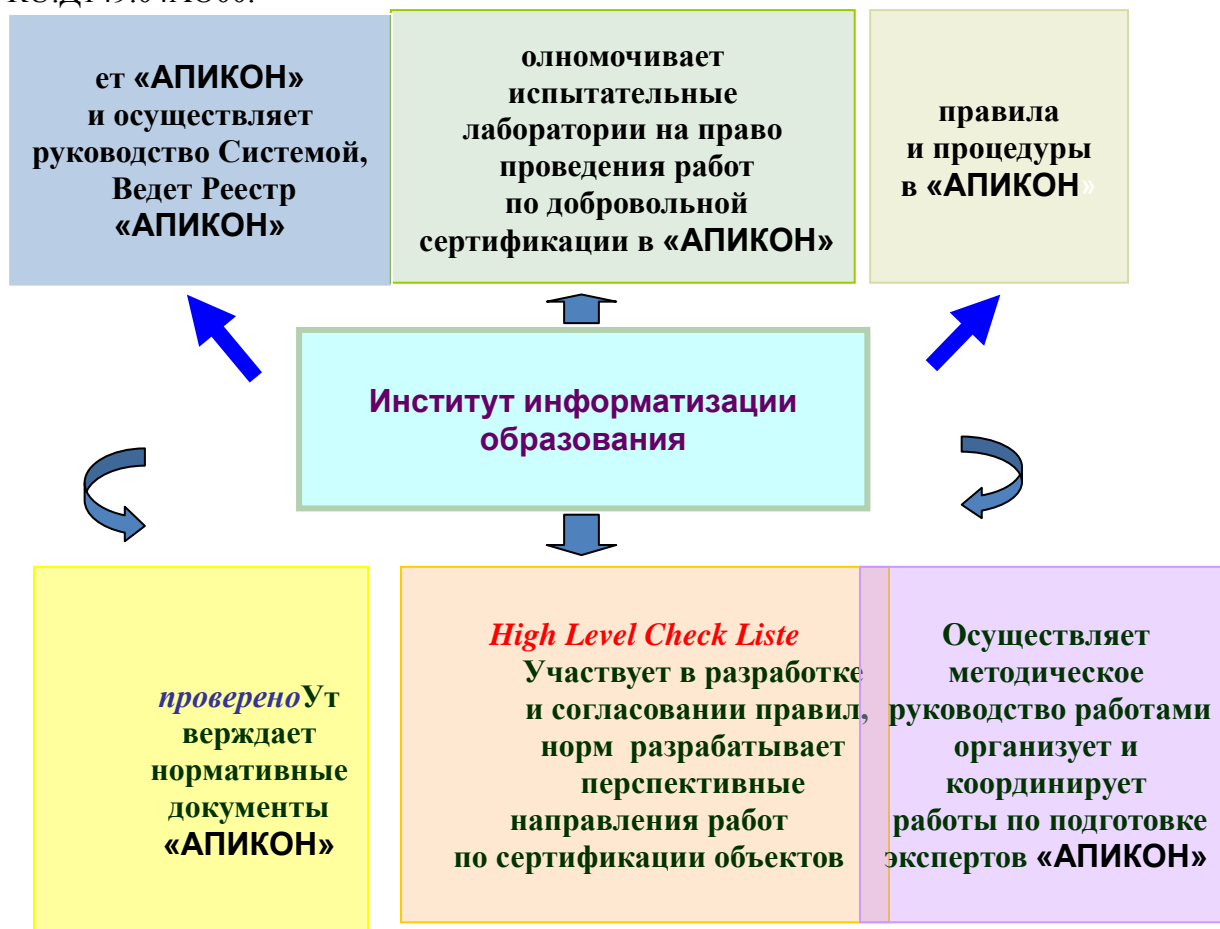 ет «АПИКОН»
и осуществляет
руководство Системой,
Ведет Реестр
«АПИКОН»
олномочивает
испытательные
лаборатории на право
проведения работ
по добровольной
сертификации в «АПИКОН»
правила
и процедуры
в «АПИКОН»
Институт информатизации
образования
провереноУт
верждает
нормативные
документы
«АПИКОН»
High Level Check Liste
Участвует в разработке
и согласовании правил,
норм разрабатывает
перспективные
направления работ
по сертификации объектов
Осуществляет
методическое
руководство работами
организует и
координирует
работы по подготовке
экспертов «АПИКОН»